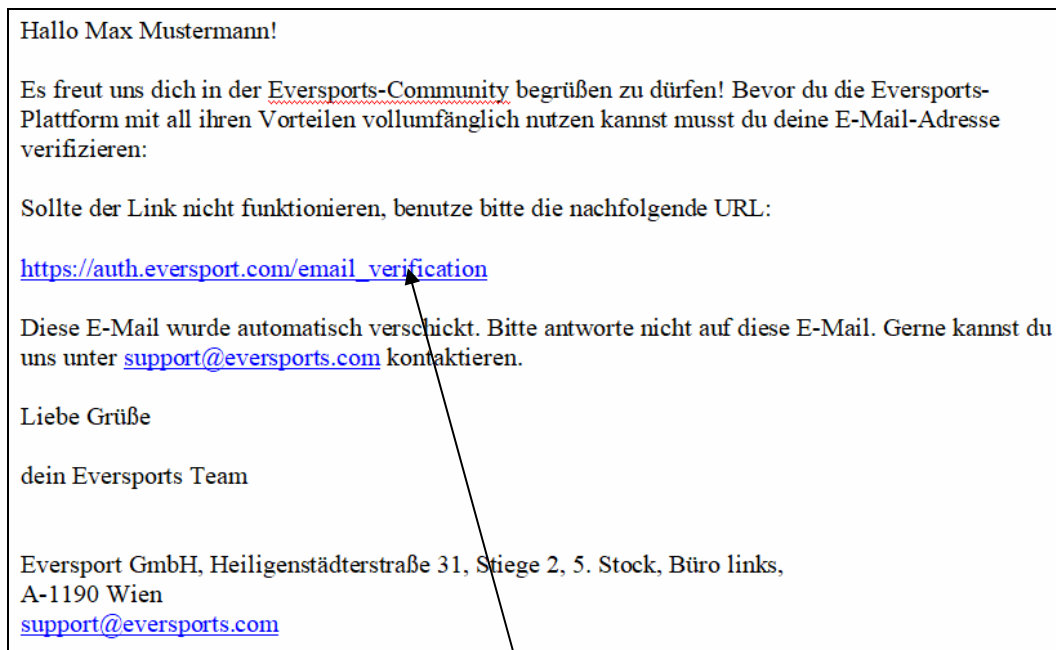 Hallo Max Mustermann!
Es freut uns dich in der Eversports-Community begrüßen zu dürfen! Bevor du die Eversports-
Plattform mit all ihren Vorteilen vollumfänglich nutzen kannst musst du deine E-Mail-Adresse
verifizieren:
Sollte der Link nicht funktionieren, benutze bitte die nachfolgende URL:
https://auth.eversport.com/email_verification
Diese E-Mail wurde automatisch verschickt. Bitte antworte nicht auf diese E-Mail. Gerne kannst du
uns unter support@eversports.com kontaktieren.
Liebe Grüße
dein Eversports Team
Eversport GmbH, Heiligenstädterstraße 31, Stiege 2, 5. Stock, Büro links,
A-1190 Wien
support@eversports.com